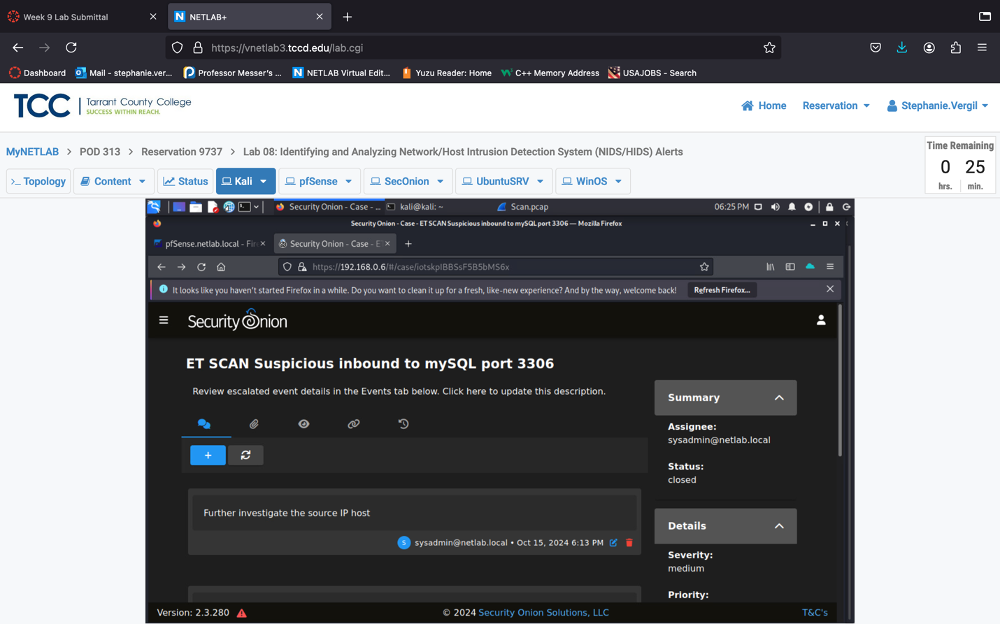 Week 9 Lab Submittal
NETLAB+
https://vnetlab3.tccd.edu/lab.cgi
Dashboard
Mail - stephanie.ver...
Professor Messer's ...
NETLAB Virtual Edit...
Yuzu Reader: Home
C++ Memory Address
USAJOBS - Search
TCC
Tarrant County College
SUCCESS WITHIN REACH.
Home
Reservation
Stephanie.Vergil
MyNETLAB > POD 313 > Reservation 9737 > Lab 08: Identifying and Analyzing Network/Host Intrusion Detection System (NIDS/HIDS) Alerts
Time Remaining
0 25
hrs. min.
Topology
Content
Status
Kali
pfSense
SecOnion
UbuntuSRV
WinOS
Security Onion - Case - ...
kali@kali: ~
Scan.pcap
06:25 PM
Security Onion - Case - ET SCAN Suspicious inbound to mySQL port 3306 — Mozilla Firefox
pfSense.netlab.local - Fire
Security Onion - Case - E
https://192.168.0.6/#/case/iotskpIBBSsF5B5bMS6x
It looks like you haven't started Firefox in a while. Do you want to clean it up for a fresh, like-new experience? And by the way, welcome back!
Refresh Firefox...
Security Onion
ET SCAN Suspicious inbound to mySQL port 3306
Review escalated event details in the Events tab below. Click here to update this description.
Summary
Assignee:
sysadmin@netlab.local
Status:
closed
Further investigate the source IP host
S sysadmin@netlab.local • Oct 15, 2024 6:13 PM
Details
Severity:
medium
Priority:
Version: 2.3.280
© 2024 Security Onion Solutions, LLC
T&C's